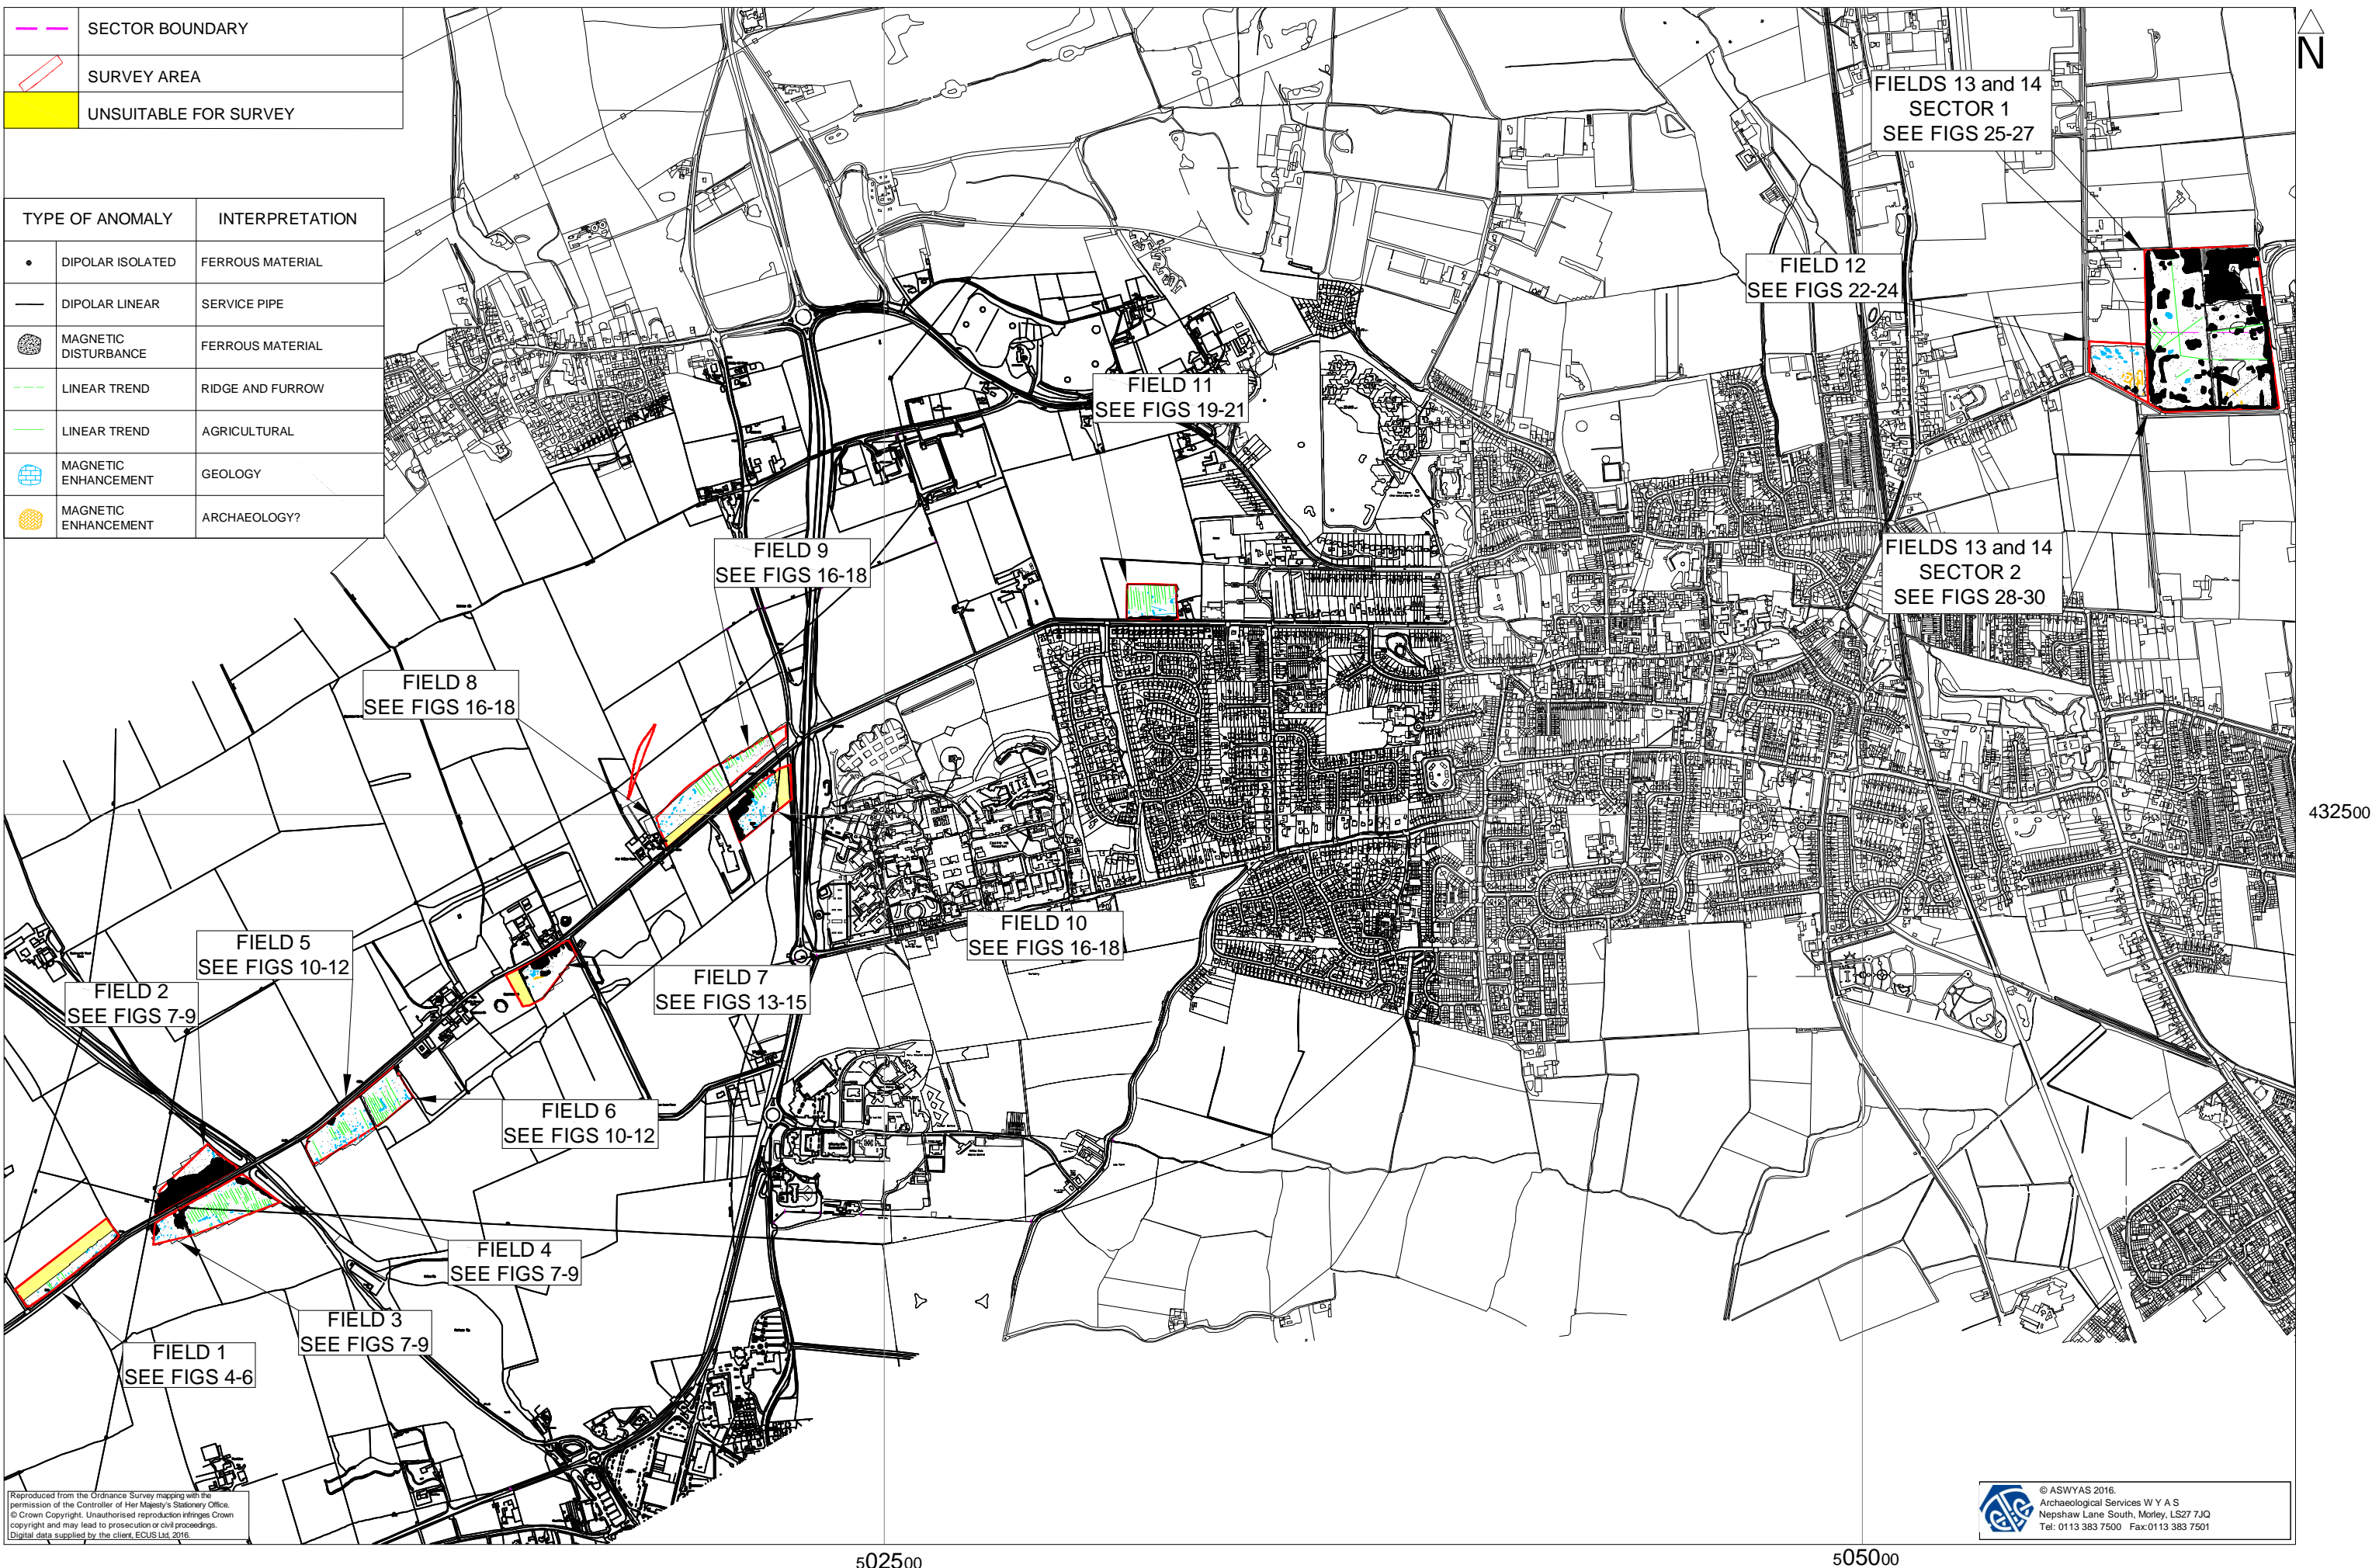 SECTOR BOUNDARY
SURVEY AREA
UNSUITABLE FOR SURVEY
TYPE OF ANOMALY INTERPRETATION
DIPOLAR ISOLATED FERROUS MATERIAL
DIPOLAR LINEAR SERVICE PIPE
MAGNETIC
DISTURBANCE FERROUS MATERIAL
LINEAR TREND RIDGE AND FURROW
LINEAR TREND AGRICULTURAL
MAGNETIC
ENHANCEMENT GEOLOGY
MAGNETIC
ENHANCEMENT ARCHAEOLOGY?
N
FIELDS 13 and 14
SECTOR 1
SEE FIGS 25-27
FIELD 12
SEE FIGS 22-24
FIELD 11
SEE FIGS 19-21
FIELD 9
SEE FIGS 16-18
FIELDS 13 and 14
SECTOR 2
SEE FIGS 28-30
FIELD 8
SEE FIGS 16-18
432500
FIELD 10
SEE FIGS 16-18
FIELD 5
SEE FIGS 10-12
FIELD 7
SEE FIGS 13-15
FIELD 2
SEE FIGS 7-9
FIELD 6
SEE FIGS 10-12
FIELD 4
SEE FIGS 7-9
FIELD 3
SEE FIGS 7-9
FIELD 1
SEE FIGS 4-6
Reproduced from the Ordnance Survey mapping with the
permission of the Controller of Her Majesty's Stationery Office.
© Crown Copyright. Unauthorised reproduction infringes Crown
copyright and may lead to prosecution or civil proceedings.
Digital data supplied by the client, ECUS Ltd, 2016.
© ASWYAS 2016.
Archaeological Services W Y A S
Nepshaw Lane South, Morley, LS27 7JQ
Tel: 0113 383 7500 Fax:0113 383 7501
502500
505000